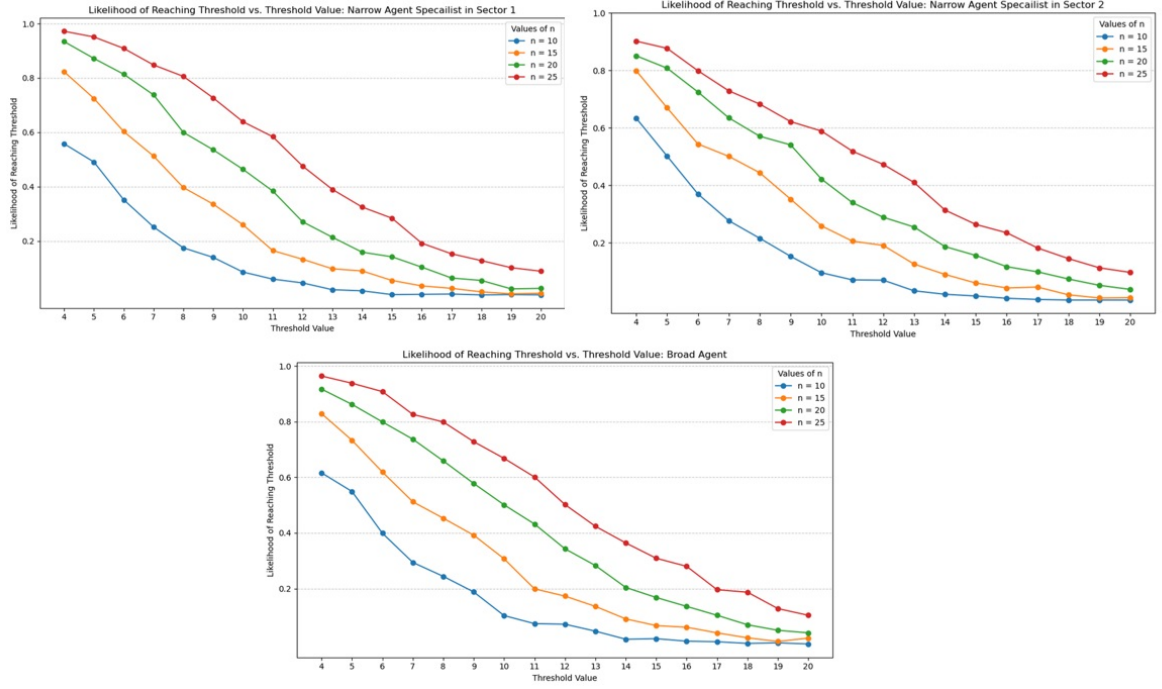 Likelihood of Reaching Threshold vs. Threshold Value: Narrow Agent Specailist in Sector 1
Likelihood of Reaching Threshold
1.0
0.8
0.6
0.4
0.2
Values of n
n = 10
n = 15
n = 20
n = 25
4 5 6 7 8 9 10 11 12 13 14 15 16 17 18 19 20
Threshold Value
Likelihood of Reaching Threshold vs. Threshold Value: Narrow Agent Specailist in Sector 2
Likelihood of Reaching Threshold
1.0
0.8
0.6
0.4
0.2
Values of n
n = 10
n = 15
n = 20
n = 25
4 5 6 7 8 9 10 11 12 13 14 15 16 17 18 19 20
Threshold Value
Likelihood of Reaching Threshold vs. Threshold Value: Broad Agent
Likelihood of Reaching Threshold
1.0
0.8
0.6
0.4
0.2
Values of n
n = 10
n = 15
n = 20
n = 25
4 5 6 7 8 9 10 11 12 13 14 15 16 17 18 19 20
Threshold Value